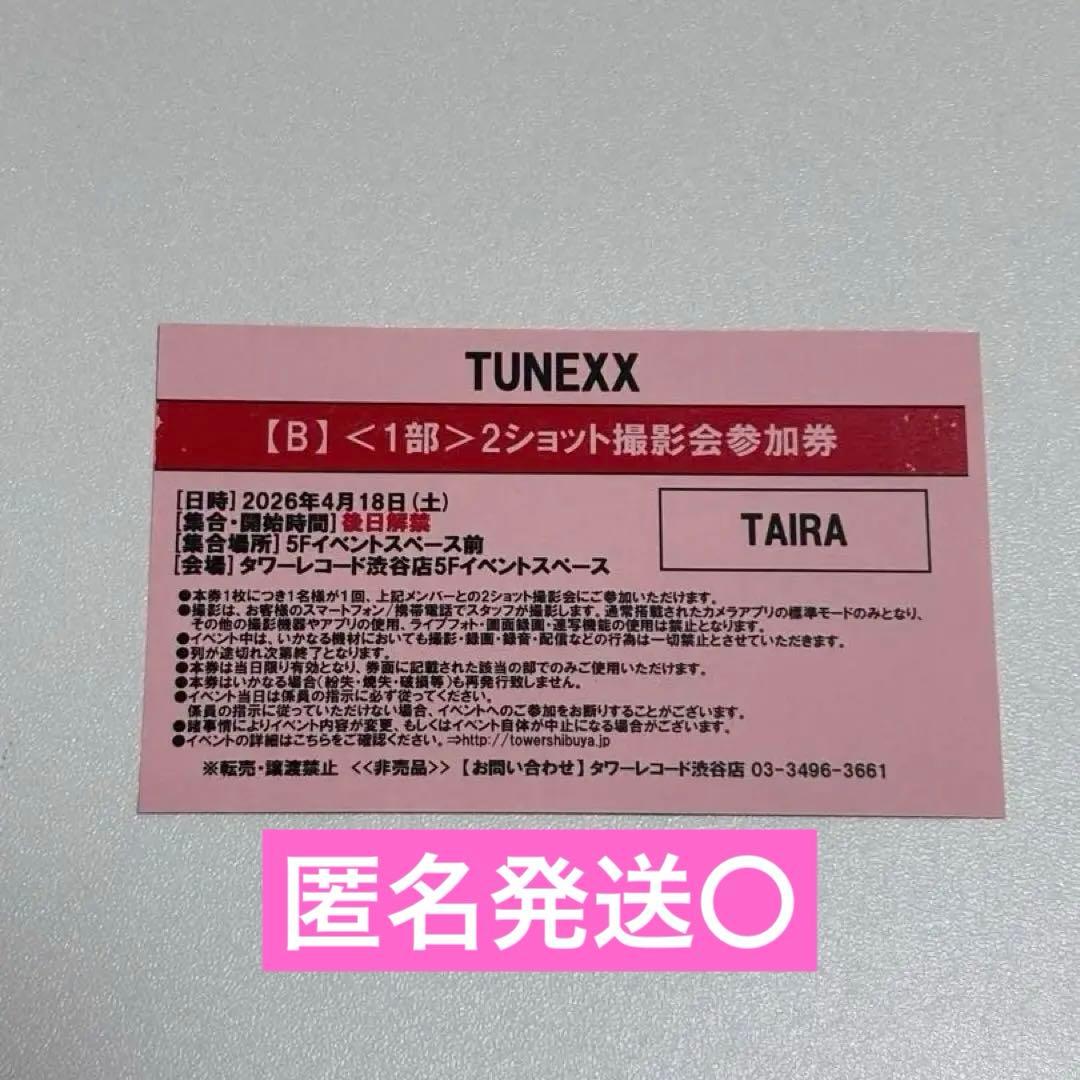 TUNEXX
【B】＜1部＞2ショット撮影会参加券
[日時] 2026年4月18日(土)
[集合・開始時間] 後日解禁
[集合場所] 5Fイベントスペース前
[会場] タワーレコード渋谷店5Fイベントスペース
TAIRA
●本券1枚につき1名様が1回、上記メンバーとの2ショット撮影会にご参加いただけます。
●撮影は、お客様のスマートフォン/携帯電話でスタッフが撮影します。通常搭載されたカメラアプリの標準モードのみとなり、
その他の撮影機器やアプリの使用、ライブフォト・画面録画・連写機能の使用は禁止となります。
●イベント中は、いかなる機材においても撮影・録画・録音・配信などの行為は一切禁止とさせていただきます。
●列が途切れ次第終了となります。
●本券は当日限り有効となり、券面に記載された該当の部でのみご使用いただけます。
●本券はいかなる場合(紛失・焼失・破損等)も再発行致しません。
●イベント当日は係員の指示に必ず従ってください。
係員の指示に従っていただけない場合、イベントへのご参加をお断りすることがございます。
●諸事情によりイベント内容が変更、もしくはイベント自体が中止になる場合がございます。
●イベントの詳細はこちらをご確認ください。⇒http://towershibuya.jp
※転売・譲渡禁止 <<非売品>> 【お問い合わせ】タワーレコード渋谷店 03-3496-3661
匿名発送〇